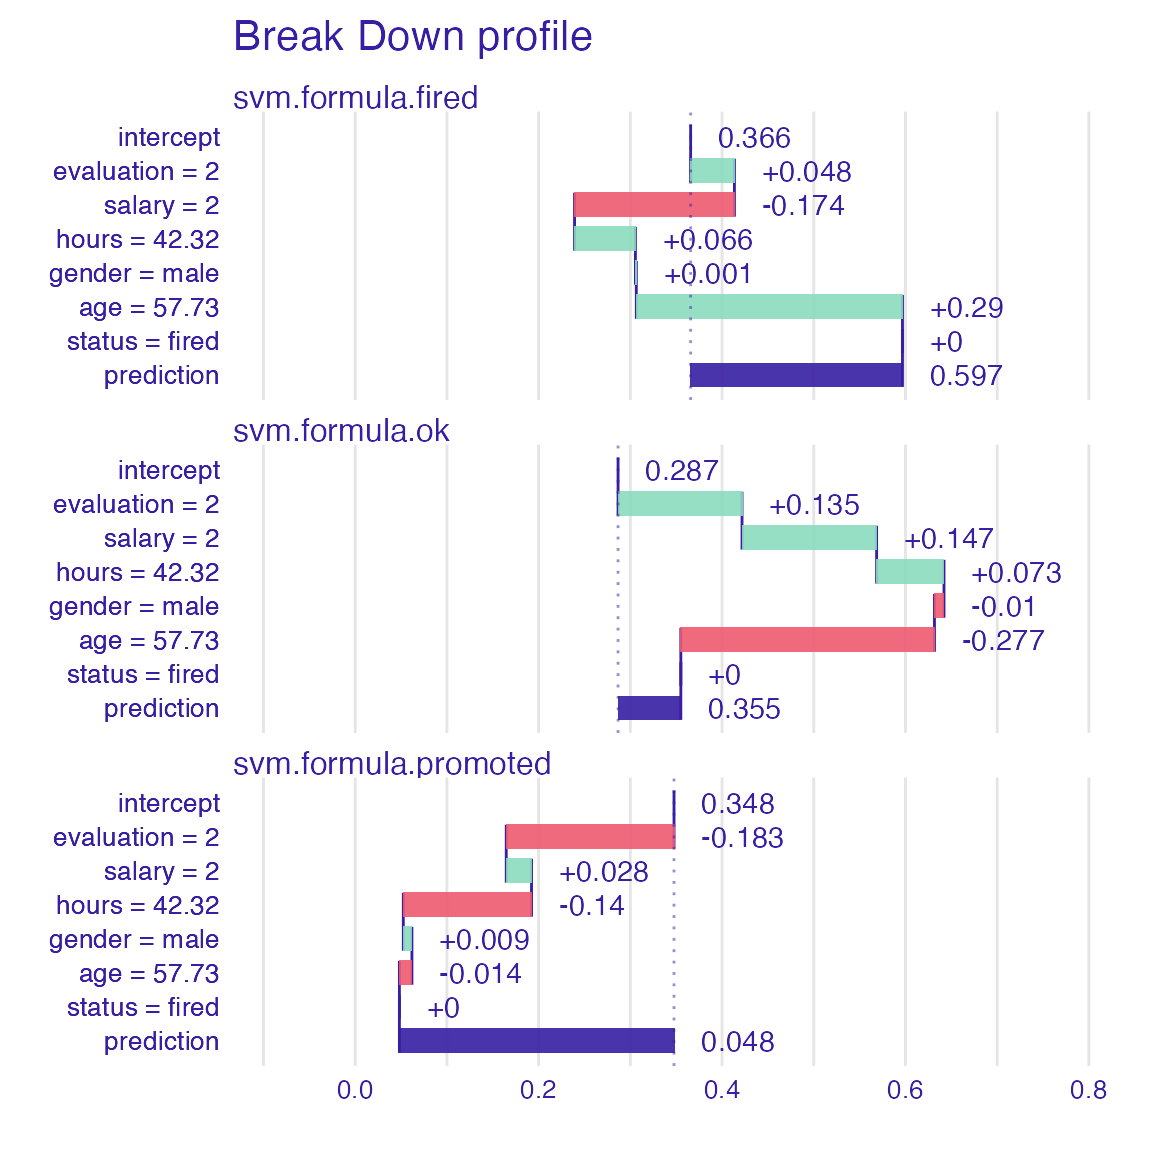 Break Down profile
svm.formula.fired
intercept 0.366
evaluation = 2 +0.048
salary = 2 -0.174
hours = 42.32 +0.066
gender = male +0.001
age = 57.73 +0.29
status = fired +0
prediction 0.597
svm.formula.ok
intercept 0.287
evaluation = 2 +0.135
salary = 2 +0.147
hours = 42.32 +0.073
gender = male -0.01
age = 57.73 -0.277
status = fired +0
prediction 0.355
svm.formula.promoted
intercept 0.348
evaluation = 2 -0.183
salary = 2 +0.028
hours = 42.32 -0.14
gender = male +0.009
age = 57.73 -0.014
status = fired +0
prediction 0.048
0.0 0.2 0.4 0.6 0.8